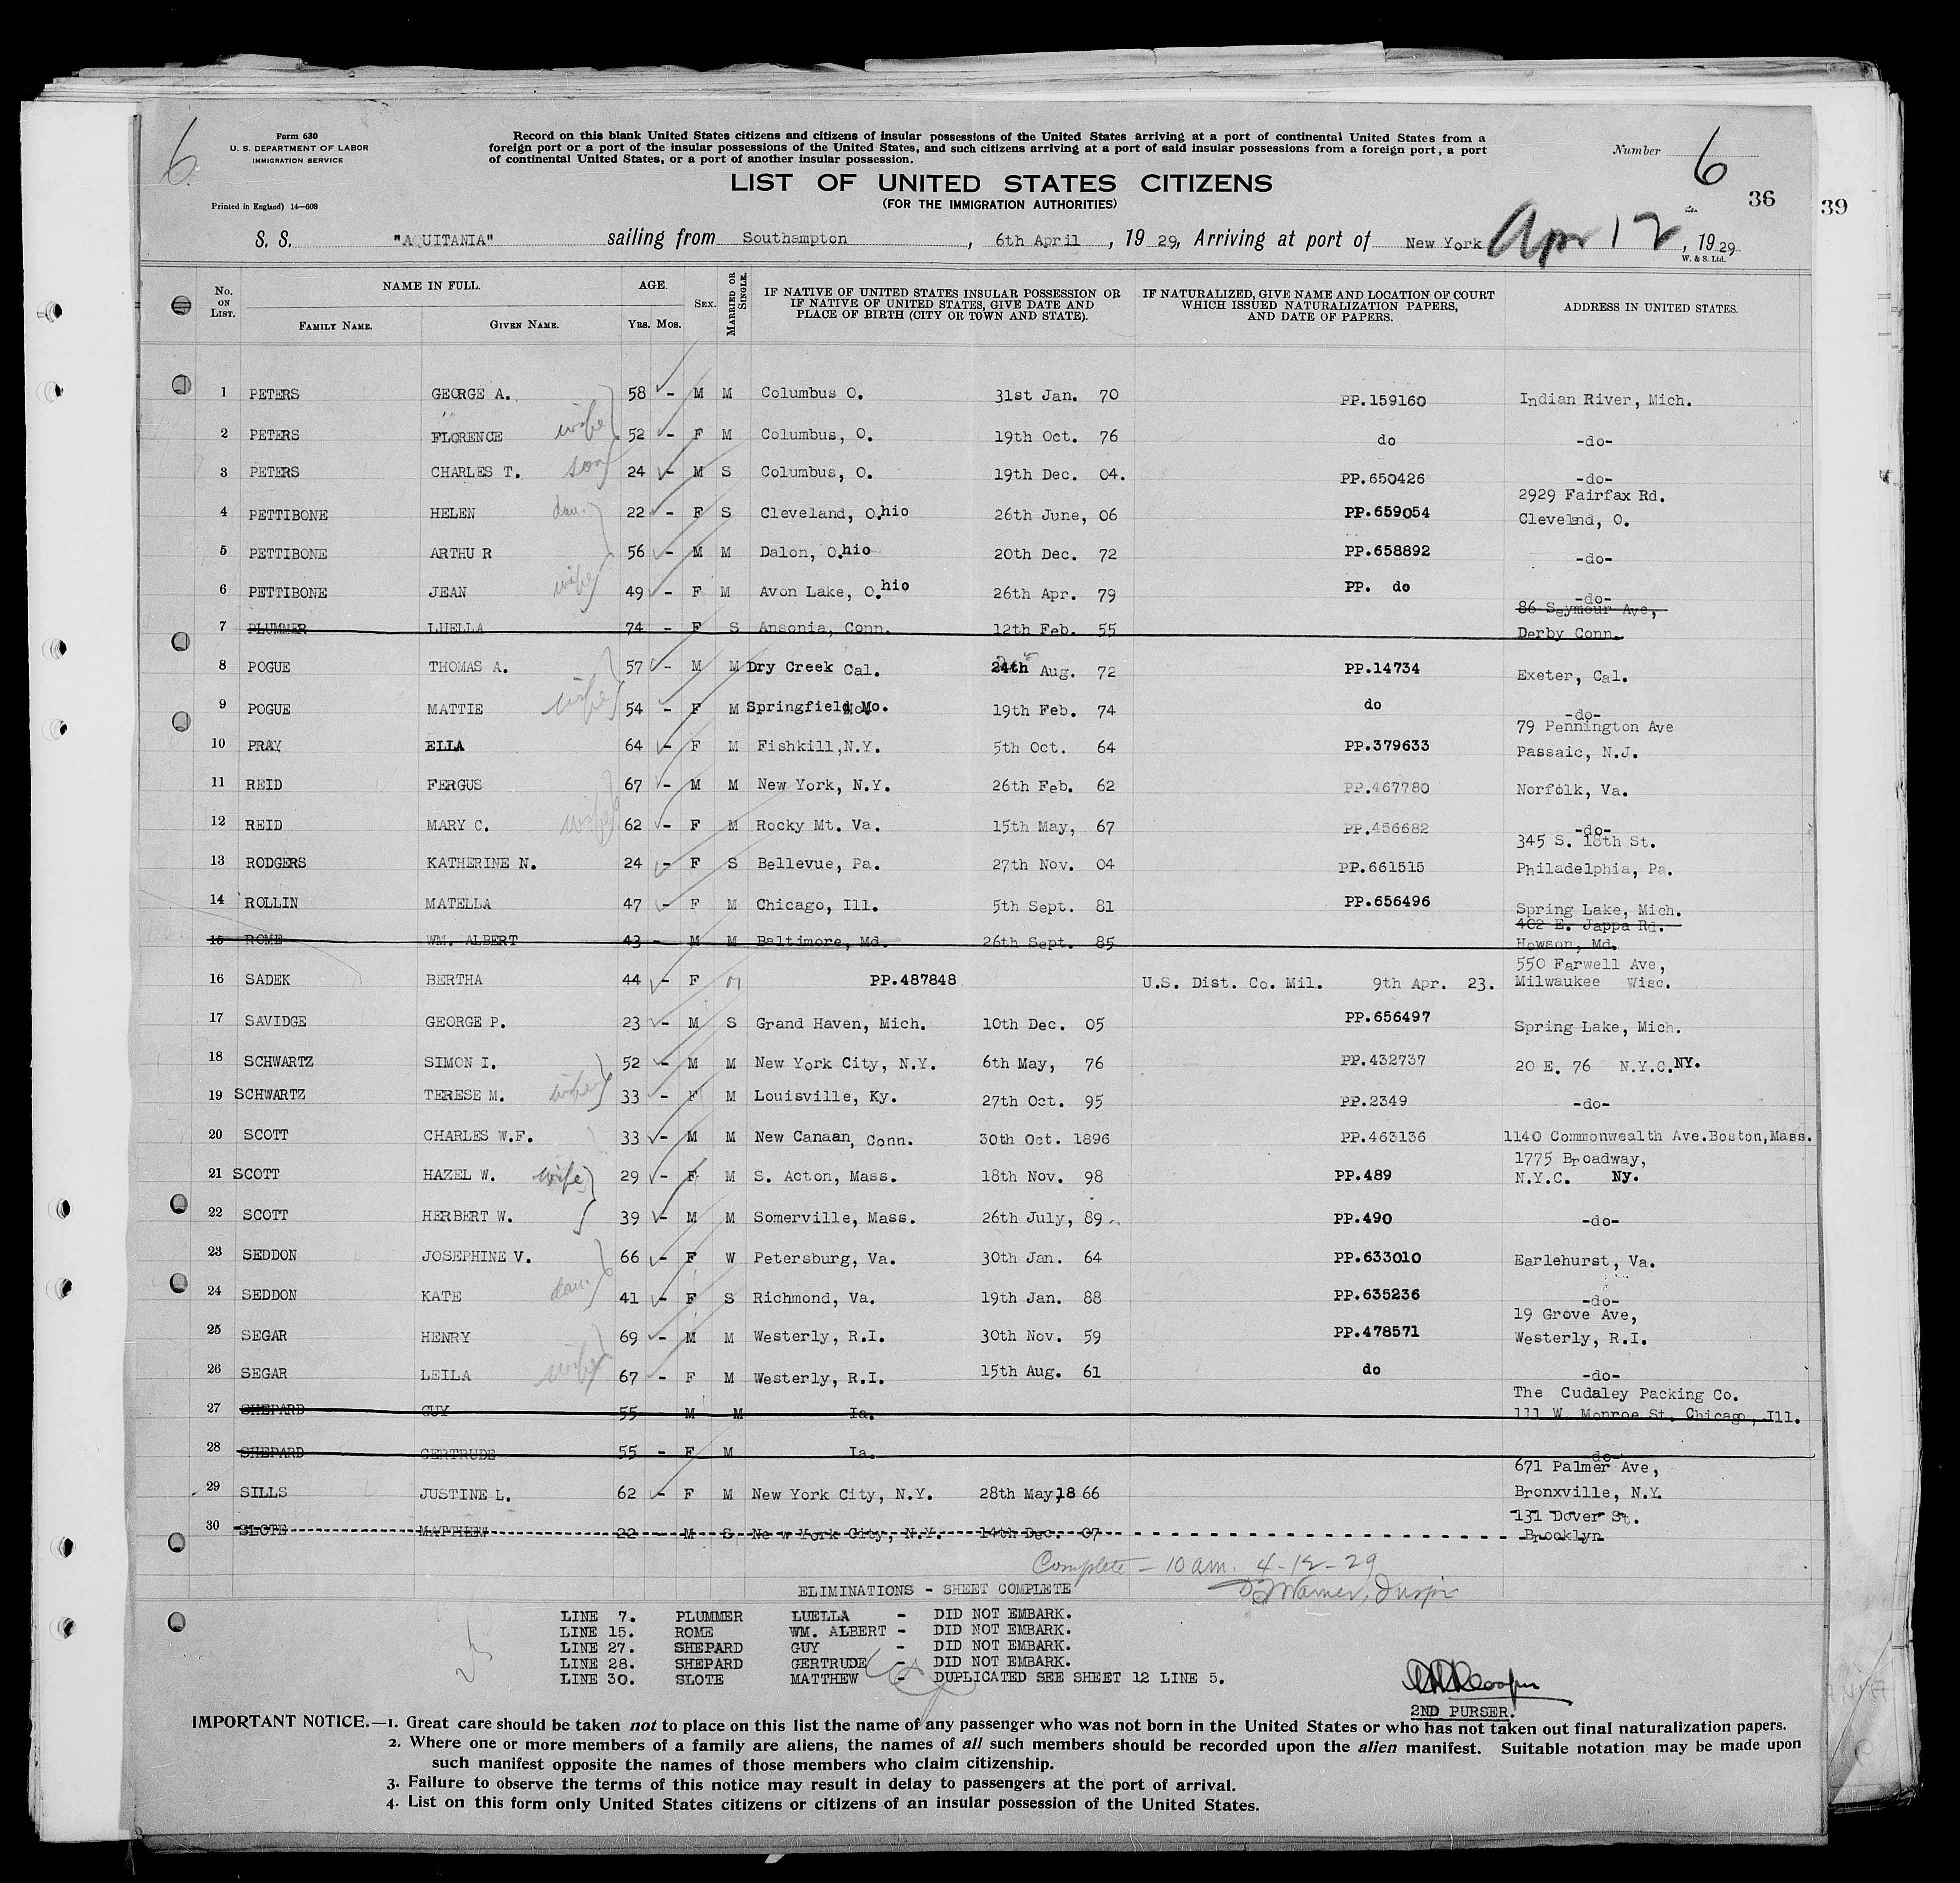 6.
Form 630
U. S. DEPARTMENT OF LABOR
IMMIGRATION SERVICE
Printed in England) 14—608
Record on this blank United States citizens and citizens of insular possessions of the United States arriving at a port of continental United States from a
foreign port or a port of the insular possessions of the United States, and such citizens arriving at a port of said insular possessions from a foreign port, a port
of continental United States, or a port of another insular possession.
LIST OF UNITED STATES CITIZENS
(FOR THE IMMIGRATION AUTHORITIES)
Number 6
36
39
S. S. "AQUITANIA" sailing from Southampton, 6th April, 19 29, Arriving at port of New York Apr 12, 19 29
W. & S. Ltd.
No. ON LIST. NAME IN FULL. FAMILY NAME. GIVEN NAME. AGE. YRS. MOS. SEX. MARRIED OR SINGLE. IF NATIVE OF UNITED STATES INSULAR POSSESSION OR IF NATIVE OF UNITED STATES, GIVE DATE AND PLACE OF BIRTH (CITY OR TOWN AND STATE). IF NATURALIZED, GIVE NAME AND LOCATION OF COURT WHICH ISSUED NATURALIZATION PAPERS, AND DATE OF PAPERS. ADDRESS IN UNITED STATES.
1 PETERS GEORGE A. 58 - M M Columbus O. 31st Jan. 70 PP.159160 Indian River, Mich.
2 PETERS FLORENCE wife 52 - F M Columbus, O. 19th Oct. 76 do -do-
3 PETERS CHARLES T. son 24 - M S Columbus, O. 19th Dec. 04. PP.650426 -do-
4 PETTIBONE HELEN dau. 22 - F S Cleveland, O.hio 26th June, 06 PP.659054 2929 Fairfax Rd. Cleveland, O.
5 PETTIBONE ARTHUR 56 - M M Dalon, O.hio 20th Dec. 72 PP.658892 -do-
6 PETTIBONE JEAN wife 49 - F M Avon Lake, O.hio 26th Apr. 79 PP. do -do-
7 PLUMMER LUELLA 74 - F S Ansonia, Conn. 12th Feb. 55 86 Seymour Ave, Derby Conn.
8 POGUE THOMAS A. 57 - M M Dry Creek Cal. 24th Aug. 72 PP.14734 Exeter, Cal.
9 POGUE MATTIE wife 54 - F M Springfield Mo. 19th Feb. 74 do -do-
10 PRAY ELLA 64 - F M Fishkill,N.Y. 5th Oct. 64 PP.379633 79 Pennington Ave Passaic, N.J.
11 REID FERGUS 67 - M M New York, N.Y. 26th Feb. 62 PP.467780 Norfolk, Va.
12 REID MARY C. wife 62 - F M Rocky Mt. Va. 15th May, 67 PP.456682 -do-
13 RODGERS KATHERINE N. 24 - F S Bellevue, Pa. 27th Nov. 04 PP.661515 345 S. 18th St. Philadelphia, Pa.
14 ROLLIN MATELLA 47 - F M Chicago, Ill. 5th Sept. 81 PP.656496 Spring Lake, Mich.
15 ROME WM. ALBERT 43 - M M Baltimore, Md. 26th Sept. 85 402 E. Jappa Rd. Howson, Md.
16 SADEK BERTHA 44 - F M PP.487848 U.S. Dist. Co. Mil. 9th Apr. 23. 550 Farwell Ave, Milwaukee Wisc.
17 SAVIDGE GEORGE P. 23 - M S Grand Haven, Mich. 10th Dec. 05 PP.656497 Spring Lake, Mich.
18 SCHWARTZ SIMON I. 52 - M M New York City, N.Y. 6th May, 76 PP.432737 20 E. 76 N.Y.C.NY.
19 SCHWARTZ TERESE M. wife 33 - F M Louisville, Ky. 27th Oct. 95 PP.2349 -do-
20 SCOTT CHARLES W.F. 33 - M M New Canaan, Conn. 30th Oct. 1896 PP.463136 1140 Commonwealth Ave.Boston,Mass.
21 SCOTT HAZEL W. wife 29 - F M S. Acton, Mass. 18th Nov. 98 PP.489 1775 Broadway, N.Y.C. Ny.
22 SCOTT HERBERT W. 39 - M M Somerville, Mass. 26th July, 89 PP.490 -do-
23 SEDDON JOSEPHINE V. 66 - F W Petersburg, Va. 30th Jan. 64 PP.633010 Earlehurst, Va.
24 SEDDON KATE dau. 41 - F S Richmond, Va. 19th Jan. 88 PP.635236 -do-
25 SEGAR HENRY 69 - M M Westerly, R.I. 30th Nov. 59 PP.478571 19 Grove Ave, Westerly, R.I.
26 SEGAR LEILA wife 67 - F M Westerly, R.I. 15th Aug. 61 do -do-
27 SHEPARD GUY 55 - M M Ia. The Cudaley Packing Co. 111 W. Monroe St. Chicago, Ill.
28 SHEPARD GERTRUDE 55 - F M Ia. -do-
29 SILLS JUSTINE L. 62 - F M New York City, N.Y. 28th May,18 66 671 Palmer Ave, Bronxville, N.Y.
30 SLOTE MATTHEW 22 - M S New York City, N.Y. 14th Dec. 07 131 Dover St. Brooklyn
Complete - 10 am. 4-12-29
ELIMINATIONS - SHEET COMPLETE
LINE 7. PLUMMER LUELLA - DID NOT EMBARK.
LINE 15. ROME WM. ALBERT - DID NOT EMBARK.
LINE 27. SHEPARD GUY - DID NOT EMBARK.
LINE 28. SHEPARD GERTRUDE - DID NOT EMBARK.
LINE 30. SLOTE MATTHEW - DUPLICATED SEE SHEET 12 LINE 5.
2ND PURSER.
IMPORTANT NOTICE.—1. Great care should be taken not to place on this list the name of any passenger who was not born in the United States or who has not taken out final naturalization papers.
2. Where one or more members of a family are aliens, the names of all such members should be recorded upon the alien manifest. Suitable notation may be made upon
such manifest opposite the names of those members who claim citizenship.
3. Failure to observe the terms of this notice may result in delay to passengers at the port of arrival.
4. List on this form only United States citizens or citizens of an insular possession of the United States.